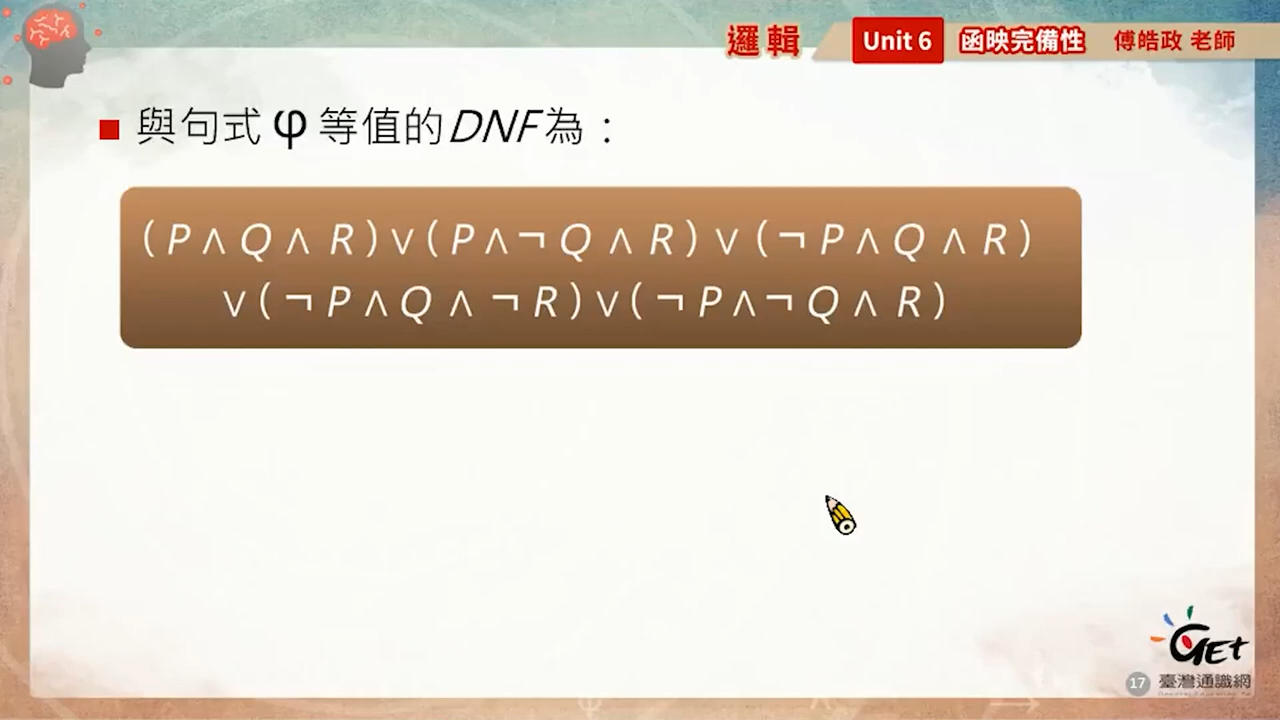 邏輯 Unit 6 函映完備性 傅皓政 老師
與句式 φ 等值的DNF為：
(P∧Q∧R)∨(P∧¬Q∧R)∨(¬P∧Q∧R)
∨(¬P∧Q∧¬R)∨(¬P∧¬Q∧R)
GET
17 臺灣通識網